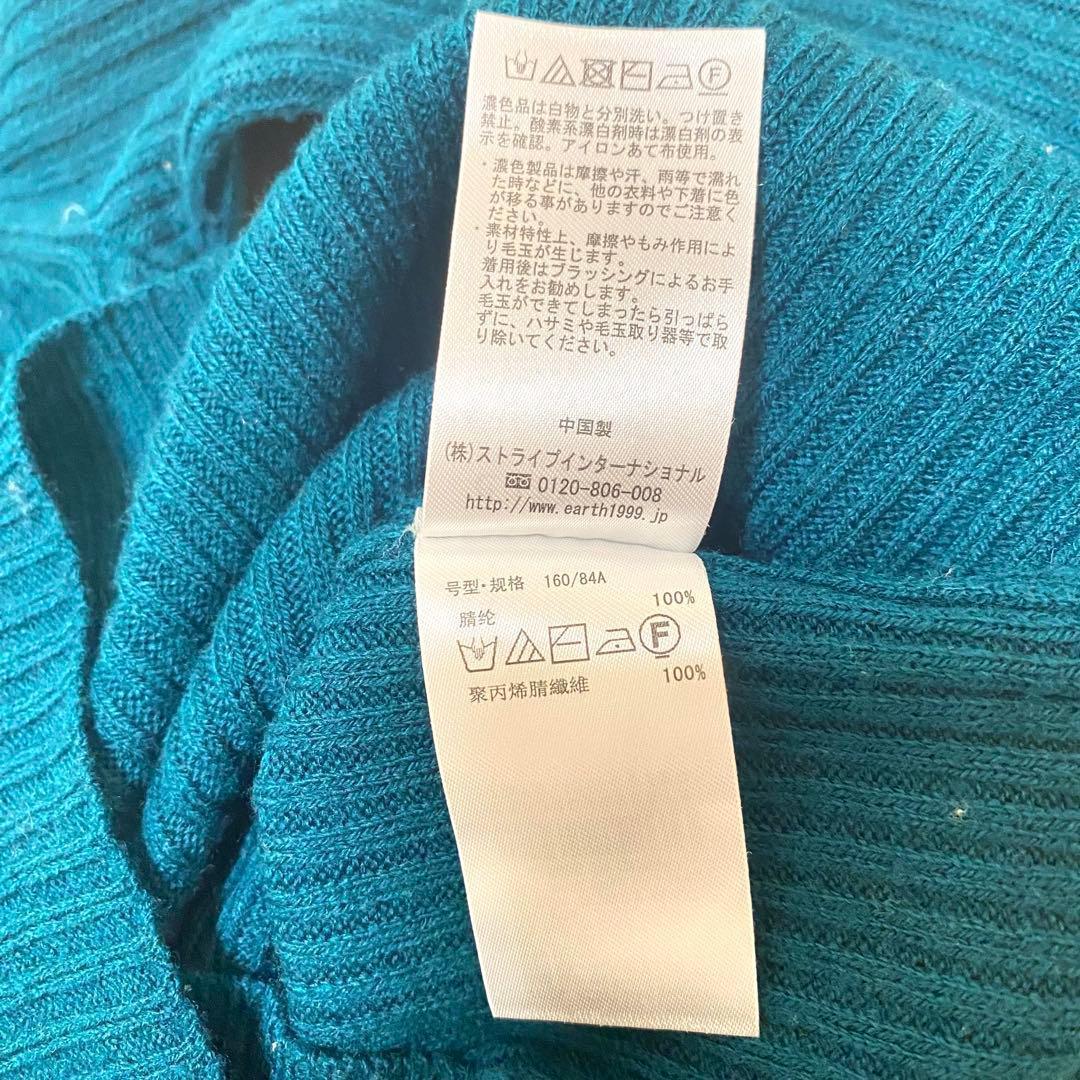 F
濃色品は白物と分別洗い。つけ置き
禁止。酸素系漂白剤時は漂白剤の表
示を確認。アイロンあて布使用。
・濃色製品は摩擦や汗、雨等で濡れ
た時などに、他の衣料や下着に色
が移る事がありますのでご注意く
ださい。
・素材特性上、摩擦やもみ作用によ
り毛玉が生じます。
着用後はブラッシングによるお手
入れをお勧めします。
毛玉ができてしまったら引っぱら
ずに、ハサミや毛玉取り器等で取
り除いてください。
中国製
(株)ストライプインターナショナル
0120-806-008
http://www.earth1999.jp
号型·规格 160/84A
腈纶 100%
F
聚丙烯腈纖維 100%